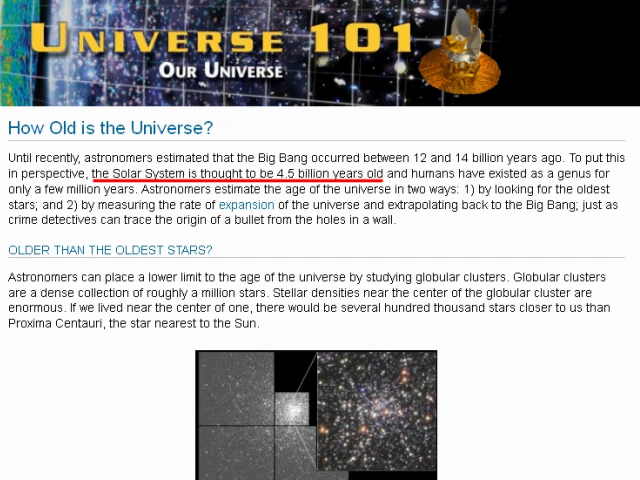 UNIVERSE 101
OUR UNIVERSE
How Old is the Universe?
Until recently, astronomers estimated that the Big Bang occurred between 12 and 14 billion years ago. To put this
in perspective, the Solar System is thought to be 4.5 billion years old and humans have existed as a genus for
only a few million years. Astronomers estimate the age of the universe in two ways: 1) by looking for the oldest
stars; and 2) by measuring the rate of expansion of the universe and extrapolating back to the Big Bang; just as
crime detectives can trace the origin of a bullet from the holes in a wall.
OLDER THAN THE OLDEST STARS?
Astronomers can place a lower limit to the age of the universe by studying globular clusters. Globular clusters
are a dense collection of roughly a million stars. Stellar densities near the center of the globular cluster are
enormous. If we lived near the center of one, there would be several hundred thousand stars closer to us than
Proxima Centauri, the star nearest to the Sun.